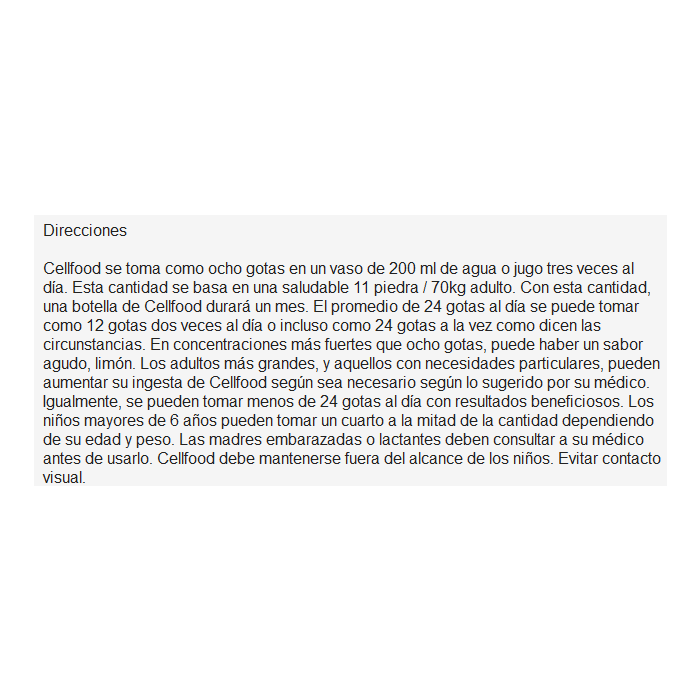 Direcciones
Cellfood se toma como ocho gotas en un vaso de 200 ml de agua o jugo tres veces al
día. Esta cantidad se basa en una saludable 11 piedra / 70kg adulto. Con esta cantidad,
una botella de Cellfood durará un mes. El promedio de 24 gotas al día se puede tomar
como 12 gotas dos veces al día o incluso como 24 gotas a la vez como dicen las
circunstancias. En concentraciones más fuertes que ocho gotas, puede haber un sabor
agudo, limón. Los adultos más grandes, y aquellos con necesidades particulares, pueden
aumentar su ingesta de Cellfood según sea necesario según lo sugerido por su médico.
Igualmente, se pueden tomar menos de 24 gotas al día con resultados beneficiosos. Los
niños mayores de 6 años pueden tomar un cuarto a la mitad de la cantidad dependiendo
de su edad y peso. Las madres embarazadas o lactantes deben consultar a su médico
antes de usarlo. Cellfood debe mantenerse fuera del alcance de los niños. Evitar contacto
visual.